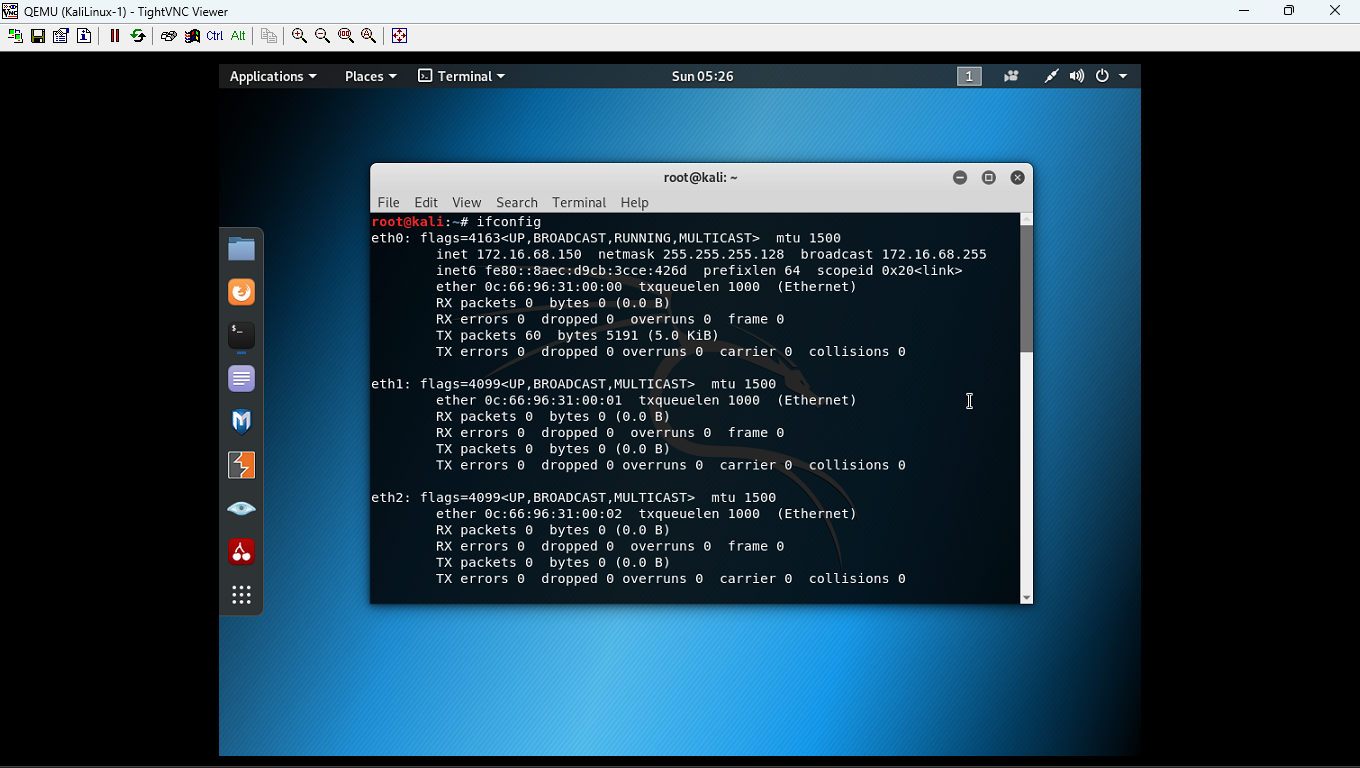 QEMU (KaliLinux-1) - TightVNC Viewer
Ctrl Alt
Applications Places Terminal Sun 05:26 1
root@kali: ~
File Edit View Search Terminal Help
root@kali:~# ifconfig
eth0: flags=4163<UP,BROADCAST,RUNNING,MULTICAST>  mtu 1500
        inet 172.16.68.150  netmask 255.255.255.128  broadcast 172.16.68.255
        inet6 fe80::8aec:d9cb:3cce:426d  prefixlen 64  scopeid 0x20<link>
        ether 0c:66:96:31:00:00  txqueuelen 1000  (Ethernet)
        RX packets 0  bytes 0 (0.0 B)
        RX errors 0  dropped 0  overruns 0  frame 0
        TX packets 60  bytes 5191 (5.0 KiB)
        TX errors 0  dropped 0 overruns 0  carrier 0  collisions 0
eth1: flags=4099<UP,BROADCAST,MULTICAST>  mtu 1500
        ether 0c:66:96:31:00:01  txqueuelen 1000  (Ethernet)
        RX packets 0  bytes 0 (0.0 B)
        RX errors 0  dropped 0  overruns 0  frame 0
        TX packets 0  bytes 0 (0.0 B)
        TX errors 0  dropped 0 overruns 0  carrier 0  collisions 0
eth2: flags=4099<UP,BROADCAST,MULTICAST>  mtu 1500
        ether 0c:66:96:31:00:02  txqueuelen 1000  (Ethernet)
        RX packets 0  bytes 0 (0.0 B)
        RX errors 0  dropped 0  overruns 0  frame 0
        TX packets 0  bytes 0 (0.0 B)
        TX errors 0  dropped 0 overruns 0  carrier 0  collisions 0